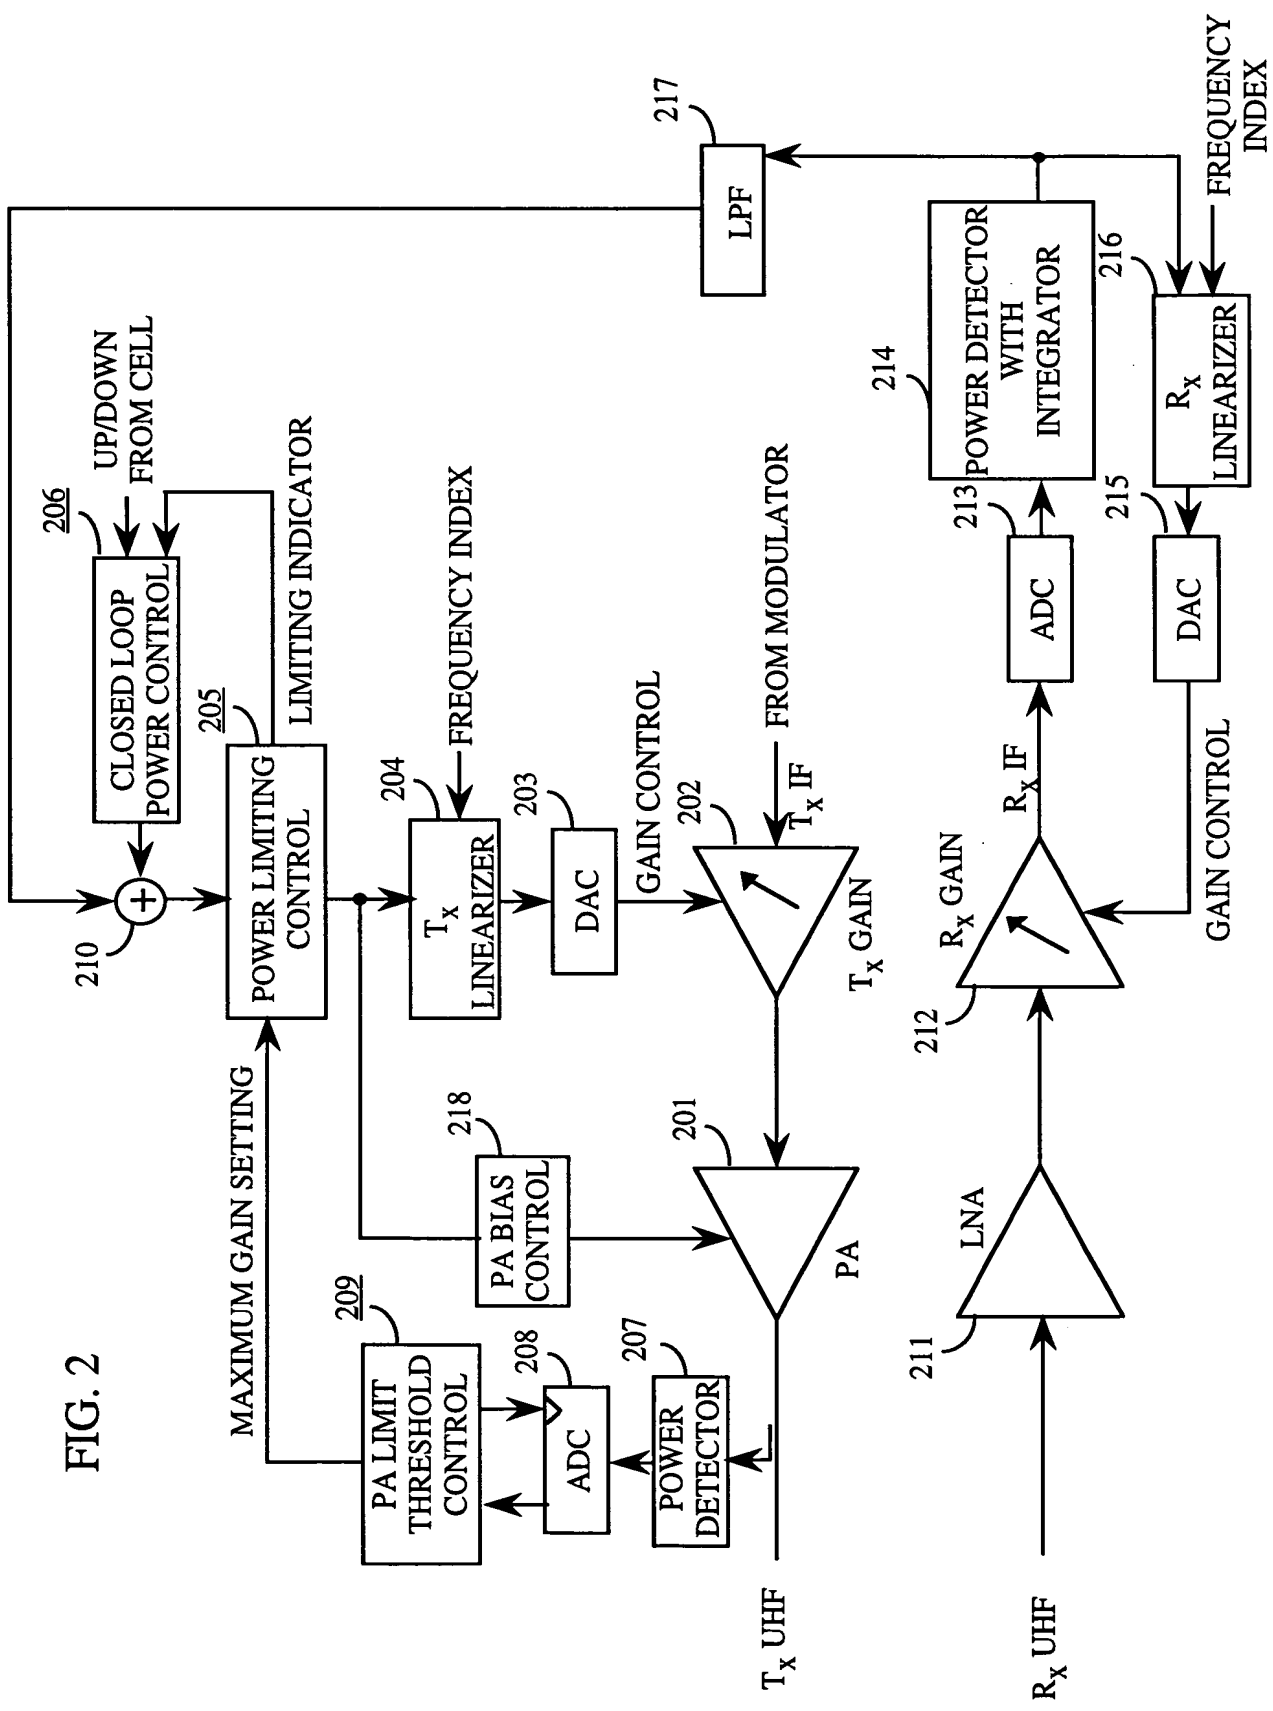 FIG. 2
MAXIMUM GAIN SETTING
210
206
UP/DOWN
FROM CELL
CLOSED LOOP
POWER CONTROL
205
POWER LIMITING
CONTROL
LIMITING INDICATOR
209
PA LIMIT
THRESHOLD
CONTROL
218
PA BIAS
CONTROL
204
Tx
LINEARIZER
FREQUENCY INDEX
208
ADC
203
DAC
GAIN CONTROL
207
POWER
DETECTOR
201
PA
202
Tx GAIN
Tx IF
FROM MODULATOR
217
LPF
Tx UHF
Rx UHF
211
LNA
212
Rx GAIN
Rx IF
213
ADC
214
POWER DETECTOR
WITH
INTEGRATOR
GAIN CONTROL
215
DAC
216
Rx
LINEARIZER
FREQUENCY
INDEX